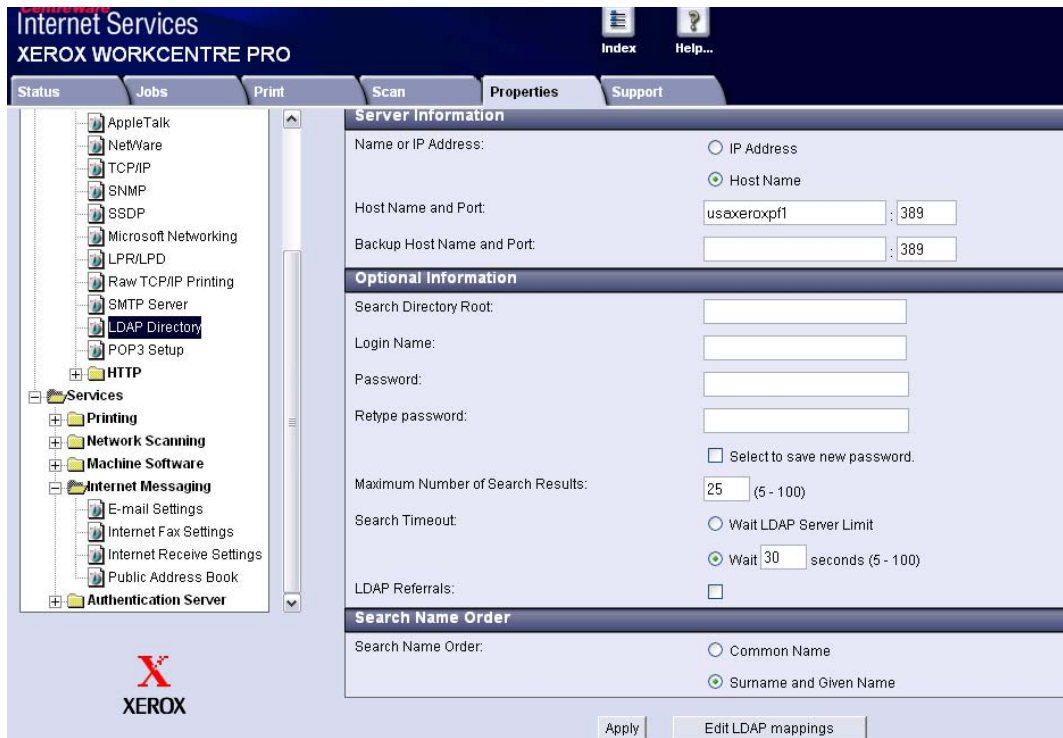 Centreware
Internet Services
XEROX WORKCENTRE PRO
Index
Help...
Status
Jobs
Print
Scan
Properties
Support
AppleTalk
NetWare
TCP/IP
SNMP
SSDP
Microsoft Networking
LPR/LPD
Raw TCP/IP Printing
SMTP Server
LDAP Directory
POP3 Setup
HTTP
Services
Printing
Network Scanning
Machine Software
Internet Messaging
E-mail Settings
Internet Fax Settings
Internet Receive Settings
Public Address Book
Authentication Server
X
XEROX
Server Information
Name or IP Address:
IP Address
Host Name
Host Name and Port: usaxeroxpf1 : 389
Backup Host Name and Port: : 389
Optional Information
Search Directory Root:
Login Name:
Password:
Retype password:
Select to save new password.
Maximum Number of Search Results: 25 (5 - 100)
Search Timeout:
Wait LDAP Server Limit
Wait 30 seconds (5 - 100)
LDAP Referrals:
Search Name Order
Search Name Order:
Common Name
Surname and Given Name
Apply
Edit LDAP mappings